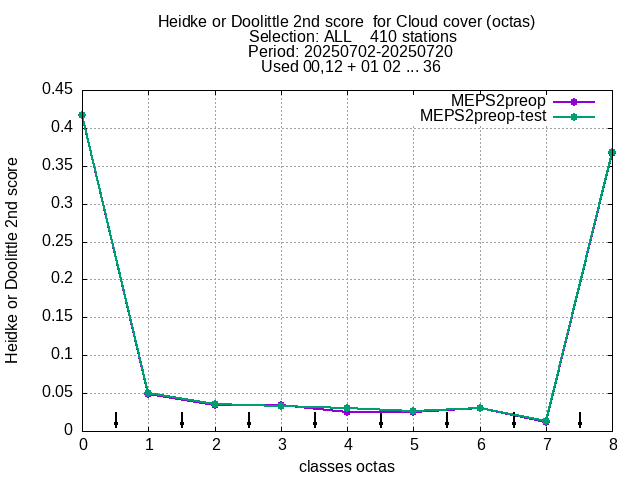 Heidke or Doolittle 2nd score  for Cloud cover (octas)
Selection: ALL    410 stations
Period: 20250702-20250720
Used 00,12 + 01 02 ... 36
MEPS2preop
MEPS2preop-test
0.45
0.4
0.35
0.3
0.25
0.2
0.15
0.1
0.05
0
Heidke or Doolittle 2nd score
0 1 2 3 4 5 6 7 8
classes octas